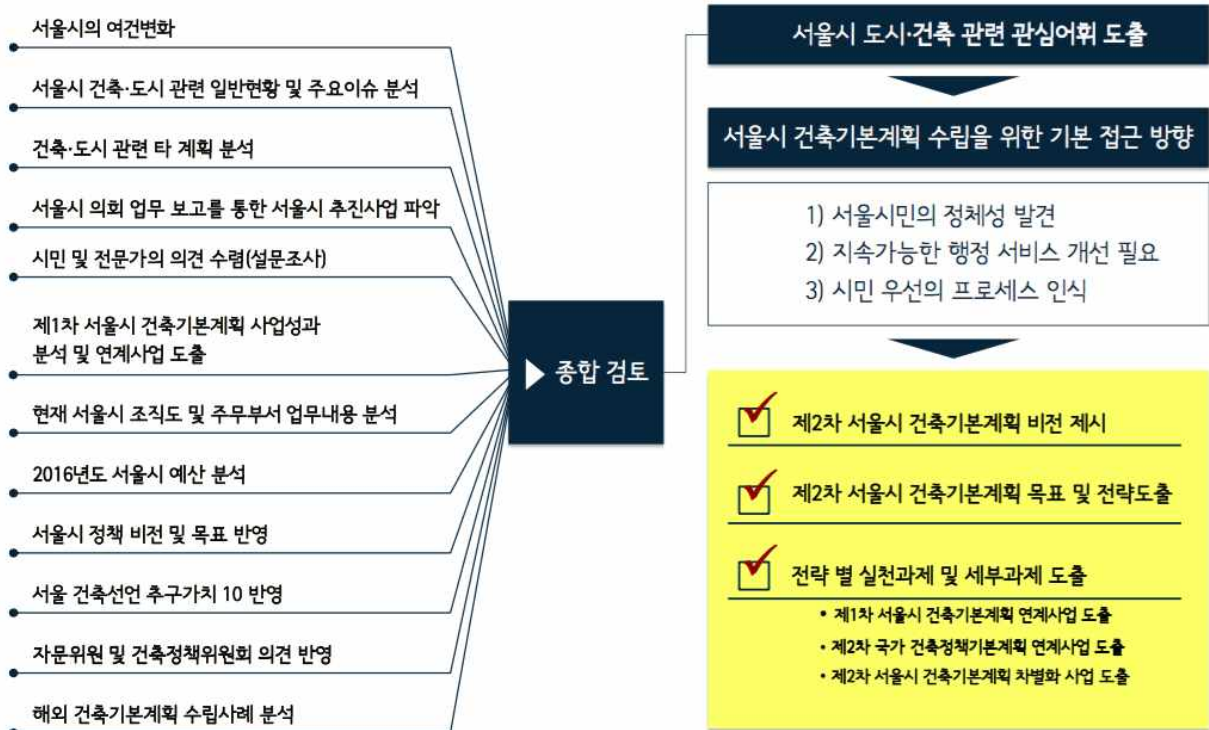 서울시의 여건변화
서울시 건축·도시 관련 일반현황 및 주요이슈 분석
건축·도시 관련 타 계획 분석
서울시 의회 업무 보고를 통한 서울시 추진사업 파악
시민 및 전문가의 의견 수렴(설문조사)
제1차 서울시 건축기본계획 사업성과
분석 및 연계사업 도출
현재 서울시 조직도 및 주무부서 업무내용 분석
2016년도 서울시 예산 분석
서울시 정책 비전 및 목표 반영
서울 건축선언 추구가치 10 반영
자문위원 및 건축정책위원회 의견 반영
해외 건축기본계획 수립사례 분석
▶ 종합 검토
서울시 도시·건축 관련 관심어휘 도출
서울시 건축기본계획 수립을 위한 기본 접근 방향
1) 서울시민의 정체성 발견
2) 지속가능한 행정 서비스 개선 필요
3) 시민 우선의 프로세스 인식
제2차 서울시 건축기본계획 비전 제시
제2차 서울시 건축기본계획 목표 및 전략도출
전략 별 실천과제 및 세부과제 도출
• 제1차 서울시 건축기본계획 연계사업 도출
• 제2차 국가 건축정책기본계획 연계사업 도출
• 제2차 서울시 건축기본계획 차별화 사업 도출